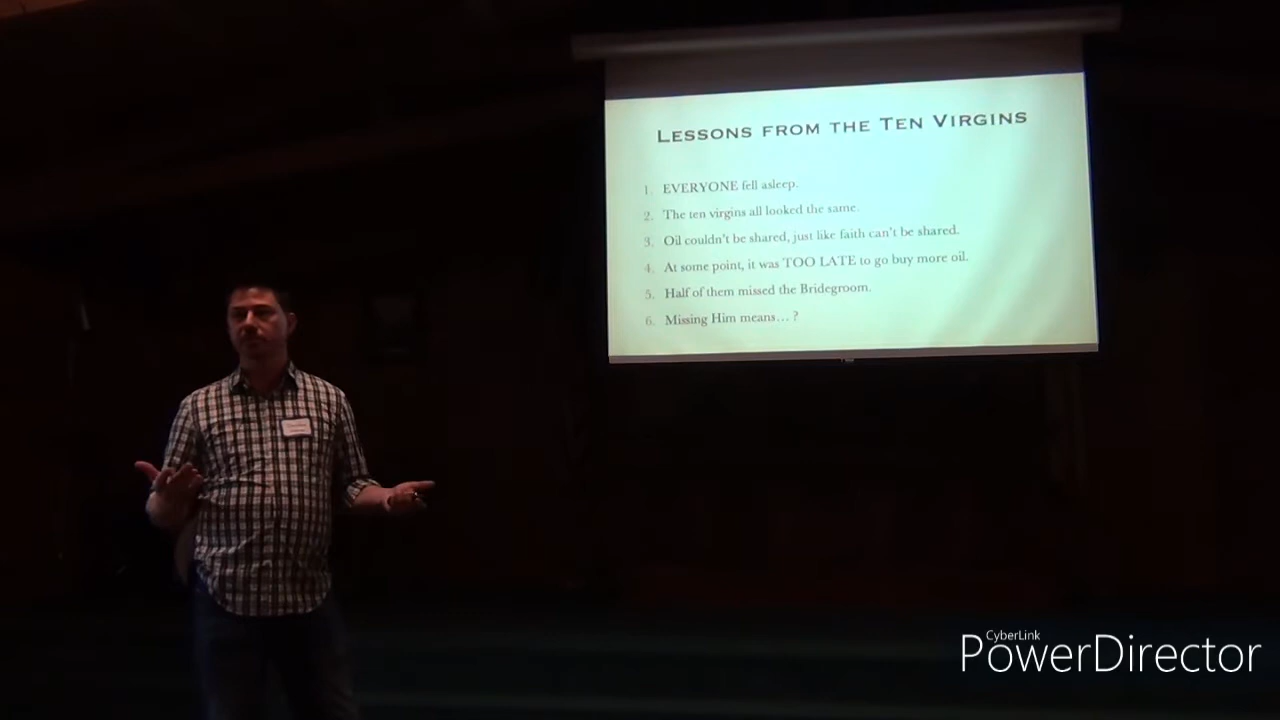 LESSONS FROM THE TEN VIRGINS
1. EVERYONE fell asleep.
2. The ten virgins all looked the same.
3. Oil couldn't be shared, just like faith can't be shared.
4. At some point, it was TOO LATE to go buy more oil.
5. Half of them missed the Bridegroom.
6. Missing Him means... ?
CyberLink
PowerDirector